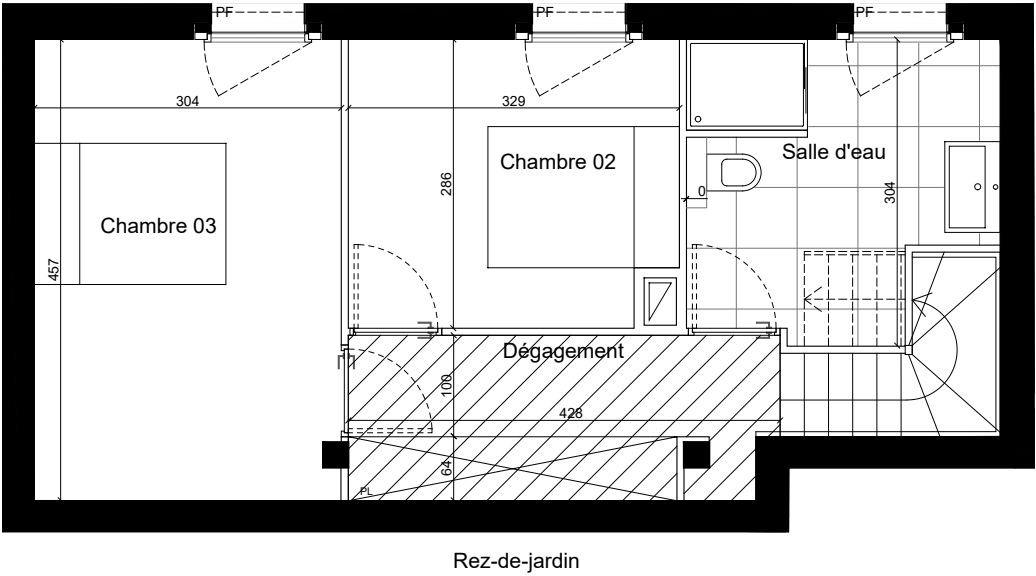 PF
PF
PF
304
329
Chambre 02
Salle d'eau
286
0
304
Chambre 03
457
Dégagement
100
428
64
PL
Rez-de-jardin